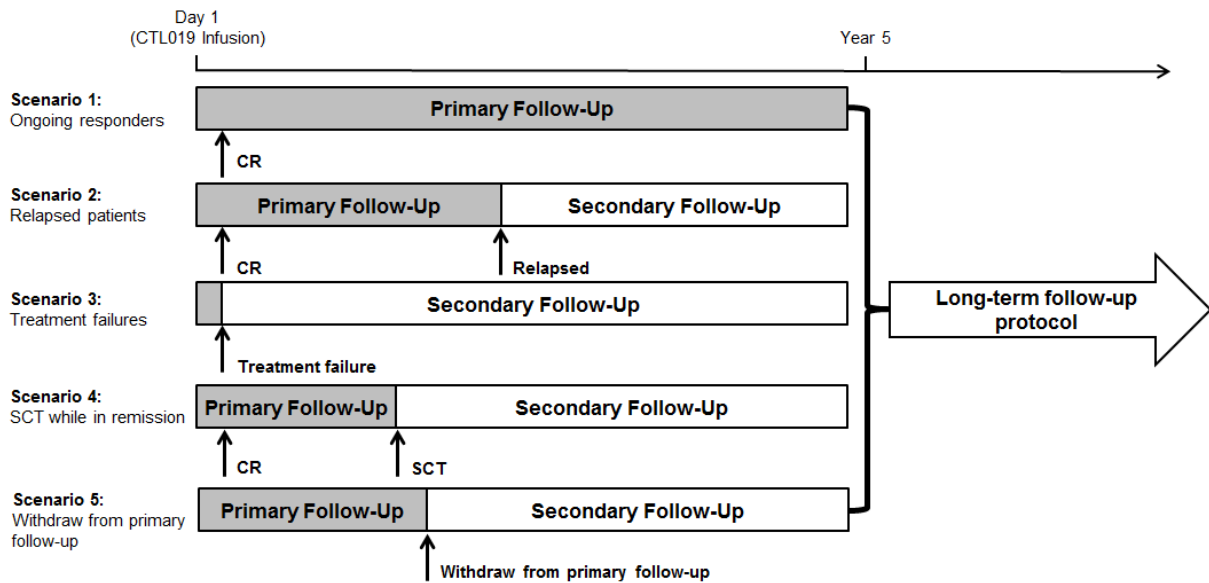 Day 1
(CTL019 Infusion)
Year 5
Scenario 1:
Ongoing responders
Primary Follow-Up
CR
Scenario 2:
Relapsed patients
Primary Follow-Up
Secondary Follow-Up
CR
Relapsed
Scenario 3:
Treatment failures
Secondary Follow-Up
Treatment failure
Long-term follow-up
protocol
Scenario 4:
SCT while in remission
Primary Follow-Up
Secondary Follow-Up
CR
SCT
Scenario 5:
Withdraw from primary
follow-up
Primary Follow-Up
Secondary Follow-Up
Withdraw from primary follow-up